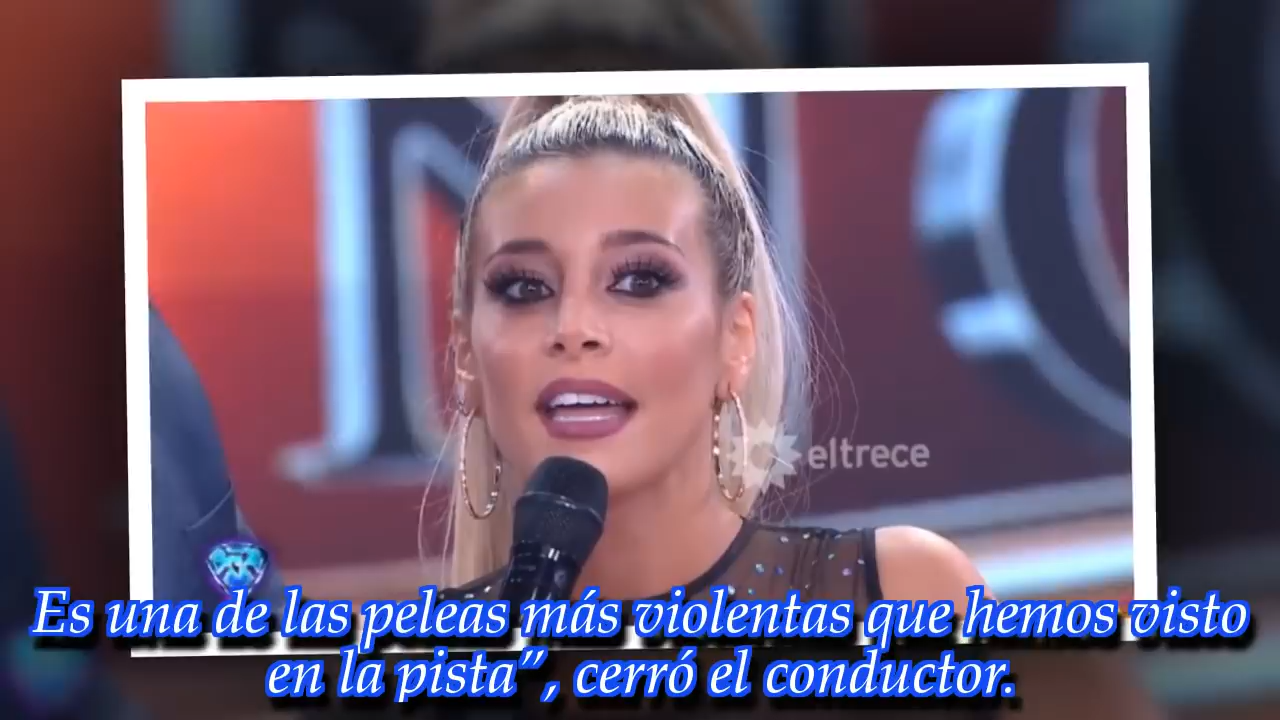 eltrece
Es una de las peleas más violentas que hemos visto
en la pista”, cerró el conductor.